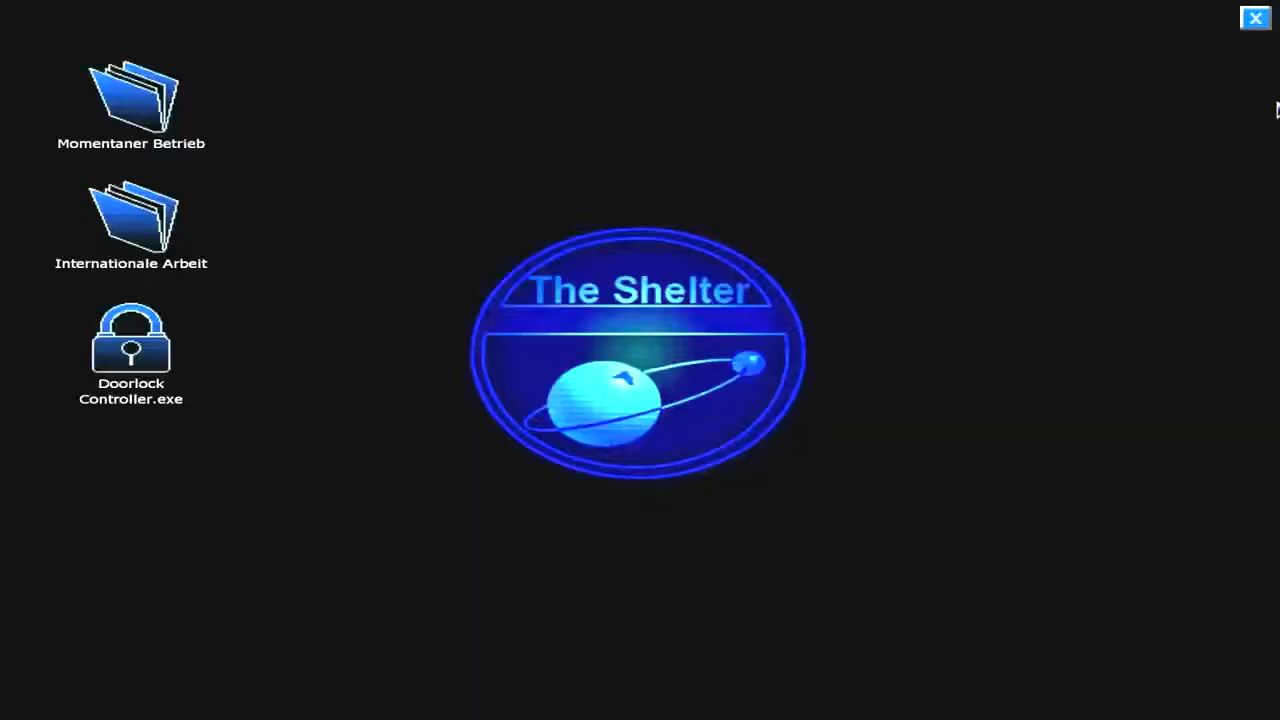 Momentaner Betrieb
Internationale Arbeit
Doorlock
Controller.exe
The Shelter